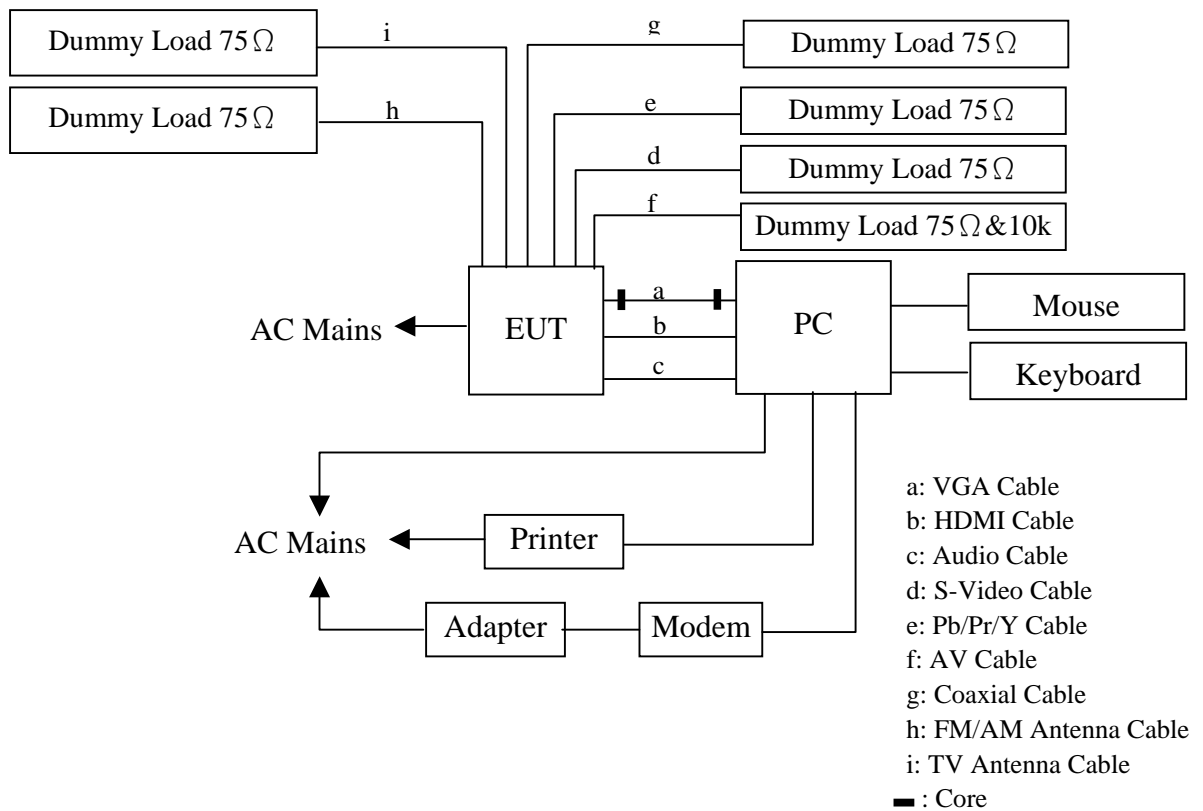 Dummy Load 75Ω
i
g
Dummy Load 75Ω
Dummy Load 75Ω
h
e
Dummy Load 75Ω
d
Dummy Load 75Ω
f
Dummy Load 75Ω&10k
AC Mains
EUT
a
b
c
PC
Mouse
Keyboard
AC Mains
Printer
Adapter
Modem
a: VGA Cable
b: HDMI Cable
c: Audio Cable
d: S-Video Cable
e: Pb/Pr/Y Cable
f: AV Cable
g: Coaxial Cable
h: FM/AM Antenna Cable
i: TV Antenna Cable
: Core